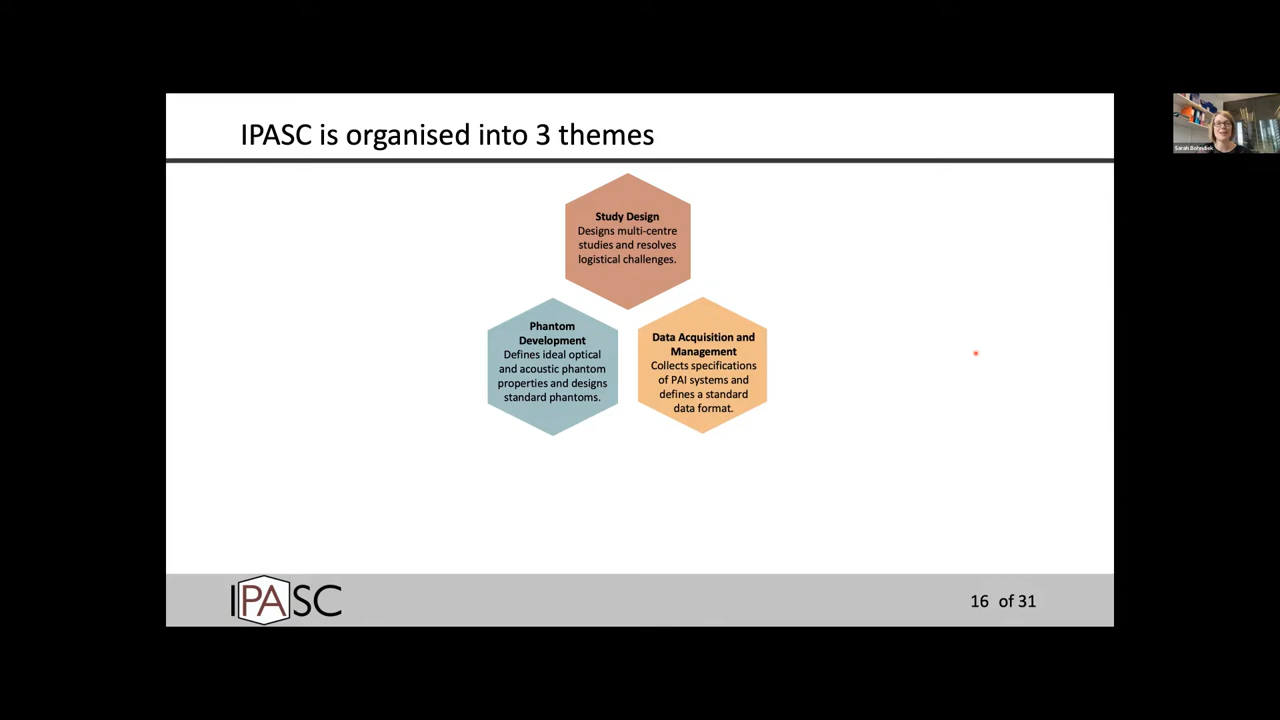 IPASC is organised into 3 themes
Sarah Bohndiek
Study Design
Designs multi-centre
studies and resolves
logistical challenges.
Phantom
Development
Defines ideal optical
and acoustic phantom
properties and designs
standard phantoms.
Data Acquisition and
Management
Collects specifications
of PAI systems and
defines a standard
data format.
IPASC
16 of 31